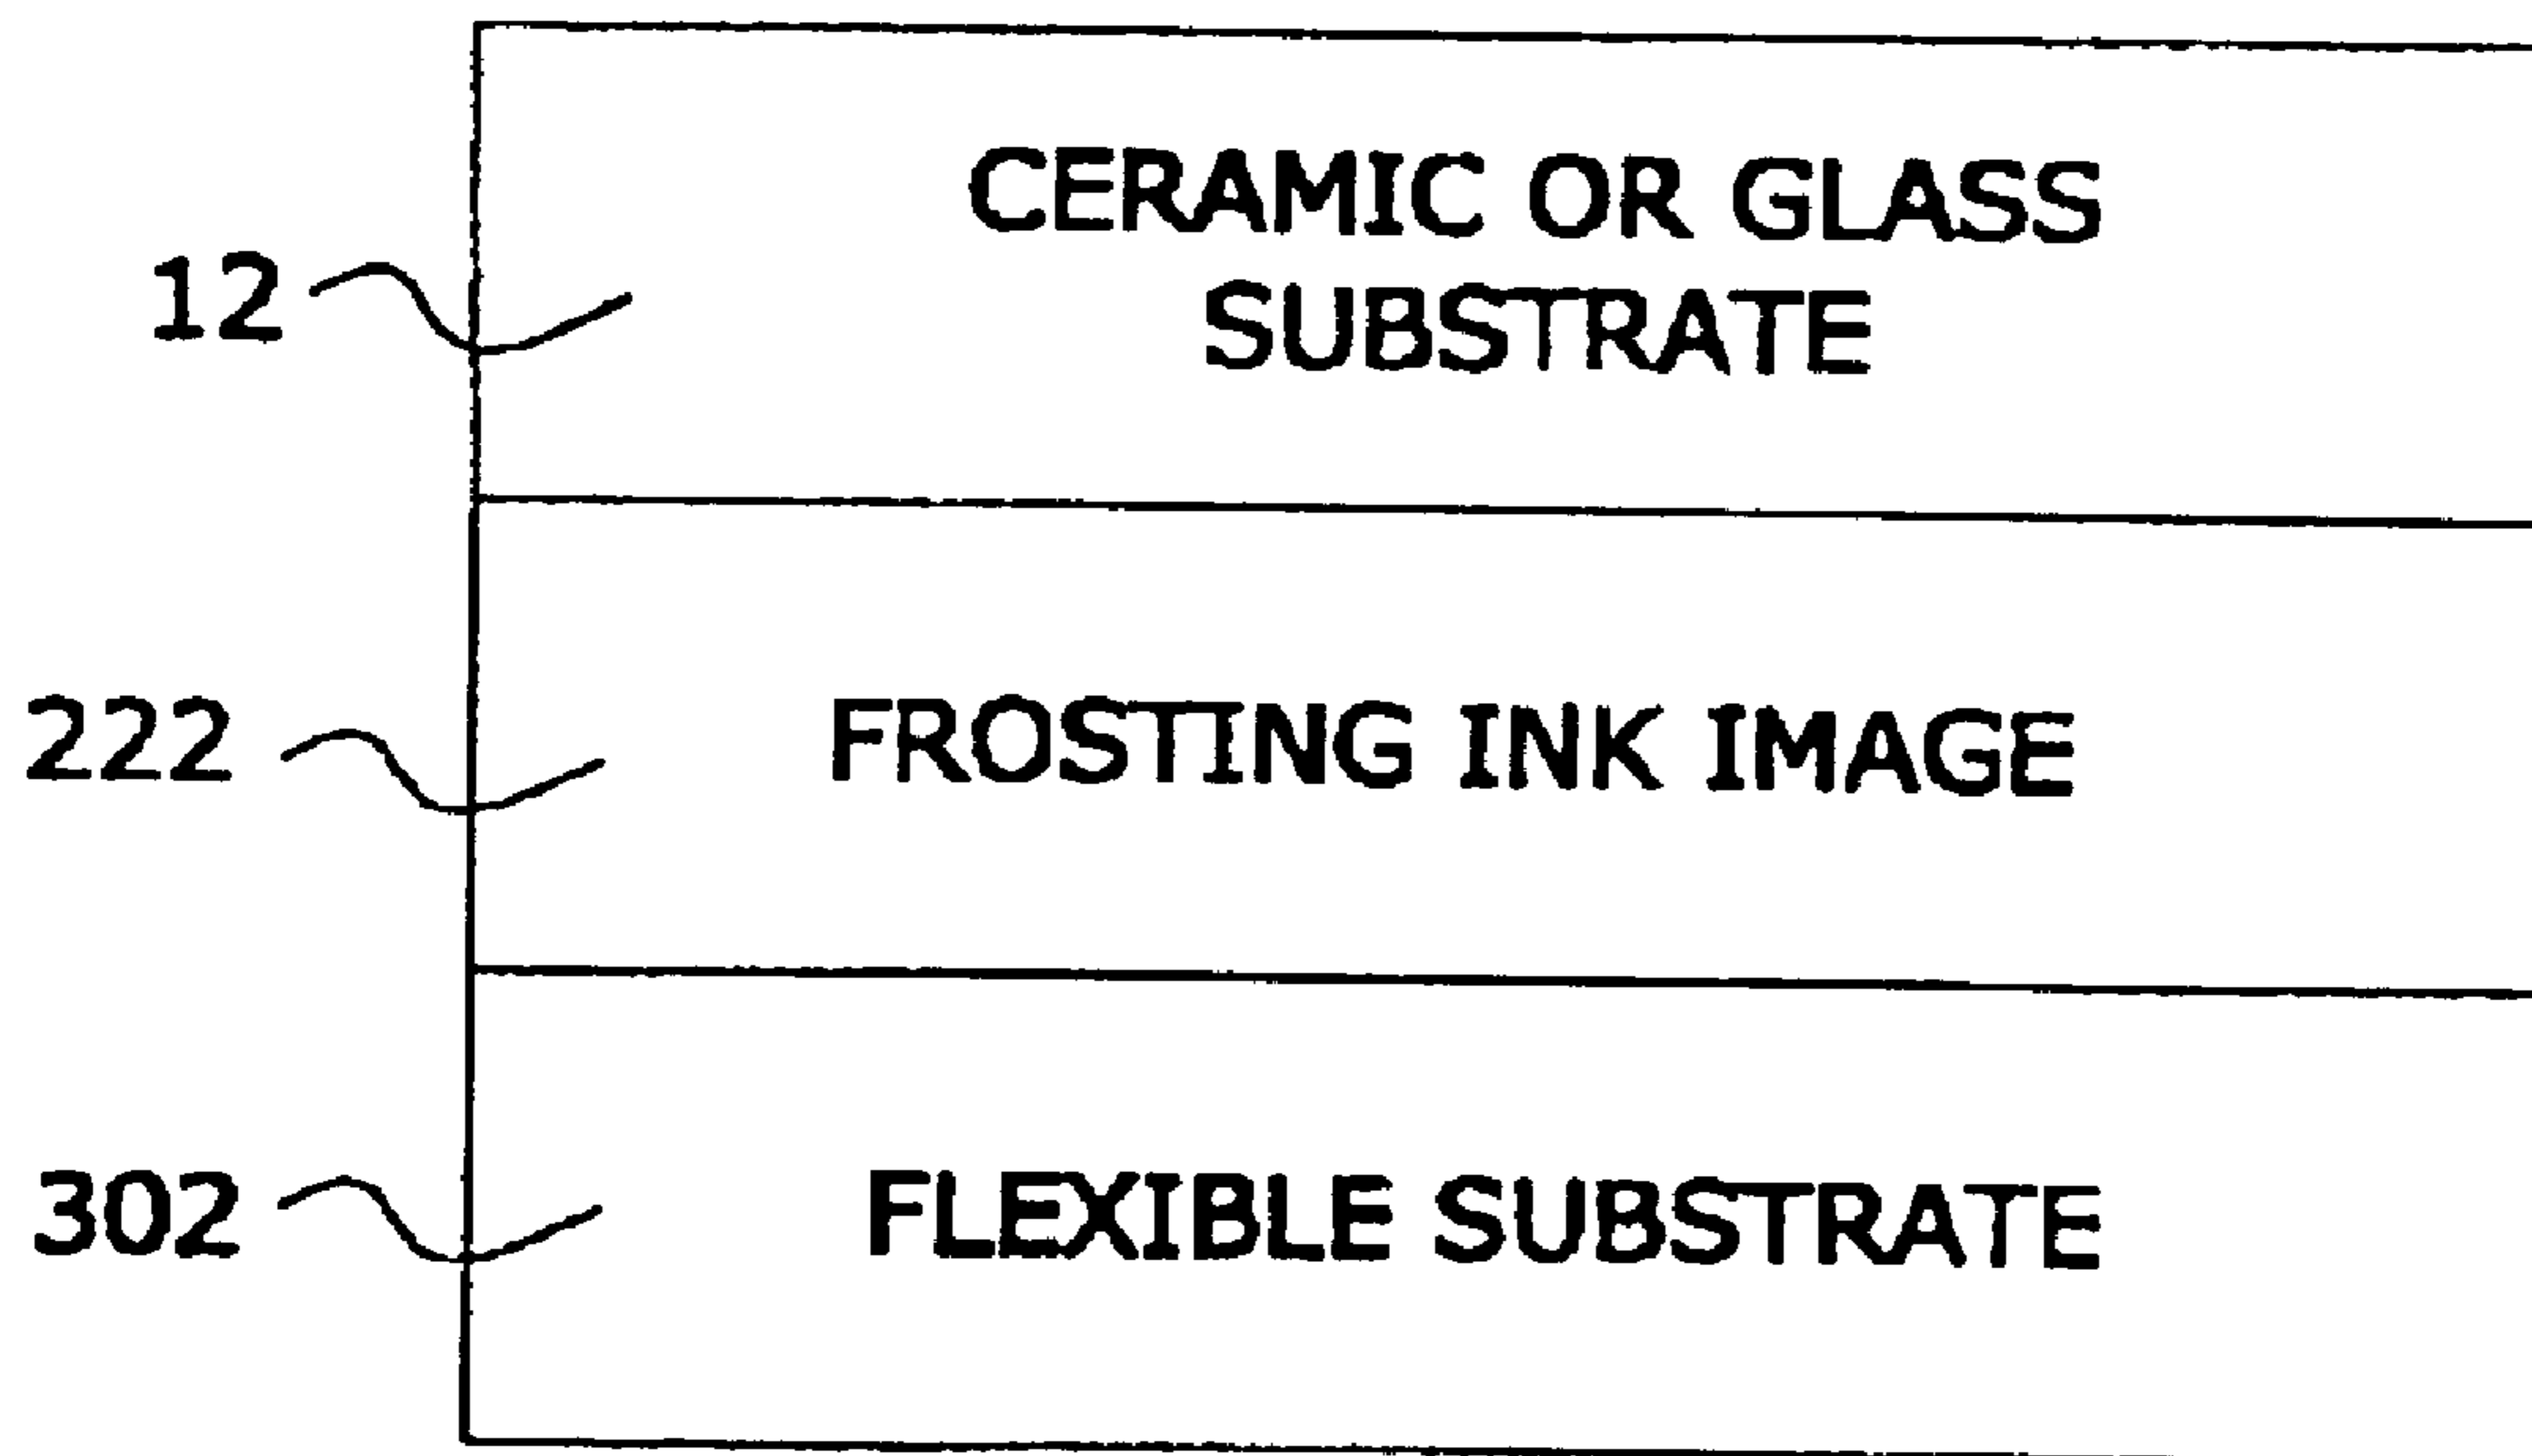 CERAMIC OR GLASS
12
SUBSTRATE
222
FROSTING INK IMAGE
302
FLEXIBLE SUBSTRATE